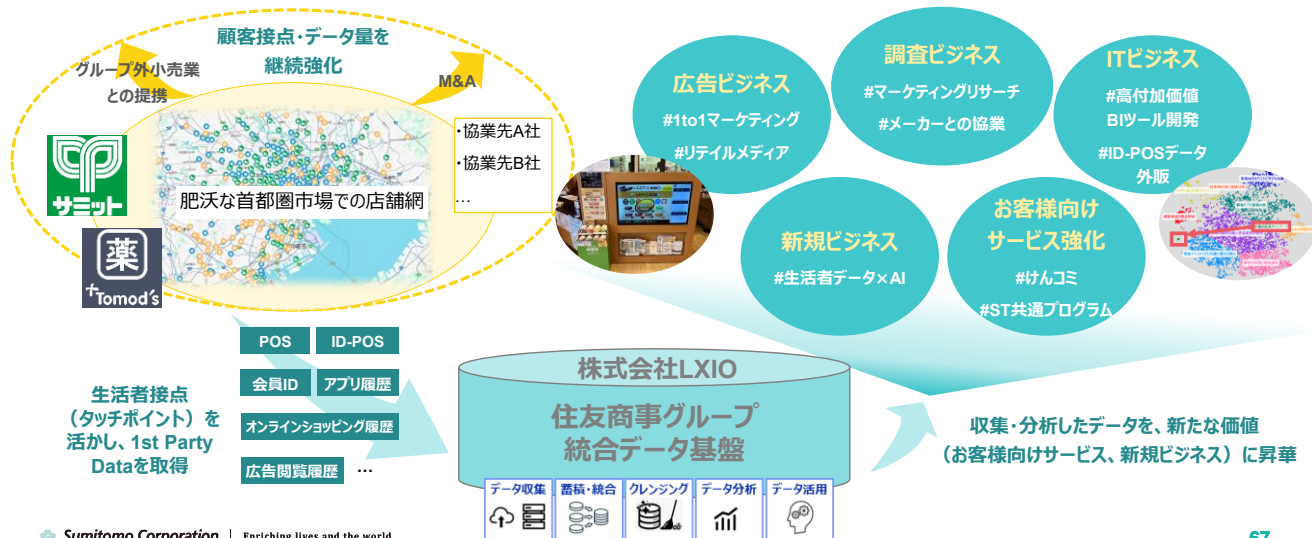 顧客接点・データ量を
継続強化
グループ外小売業
との提携
M&A
・協業先A社
・協業先B社
…
肥沃な首都圏市場での店舗網
サミット
薬
+Tomod's
広告ビジネス
#1to1マーケティング
#リテイルメディア
調査ビジネス
#マーケティングリサーチ
#メーカーとの協業
ITビジネス
#高付加価値
BIツール開発
#ID-POSデータ
外販
新規ビジネス
#生活者データ×AI
お客様向け
サービス強化
#けんコミ
#ST共通プログラム
生活者接点
(タッチポイント)を
活かし、1st Party
Dataを取得
POS
ID-POS
会員ID
アプリ履歴
オンラインショッピング履歴
広告閲覧履歴
…
株式会社LXIO
住友商事グループ
統合データ基盤
データ収集
蓄積・統合
クレンジング
データ分析
データ活用
収集・分析したデータを、新たな価値
(お客様向けサービス、新規ビジネス)に昇華
Sumitomo Corporation | Enriching lives and the world
67